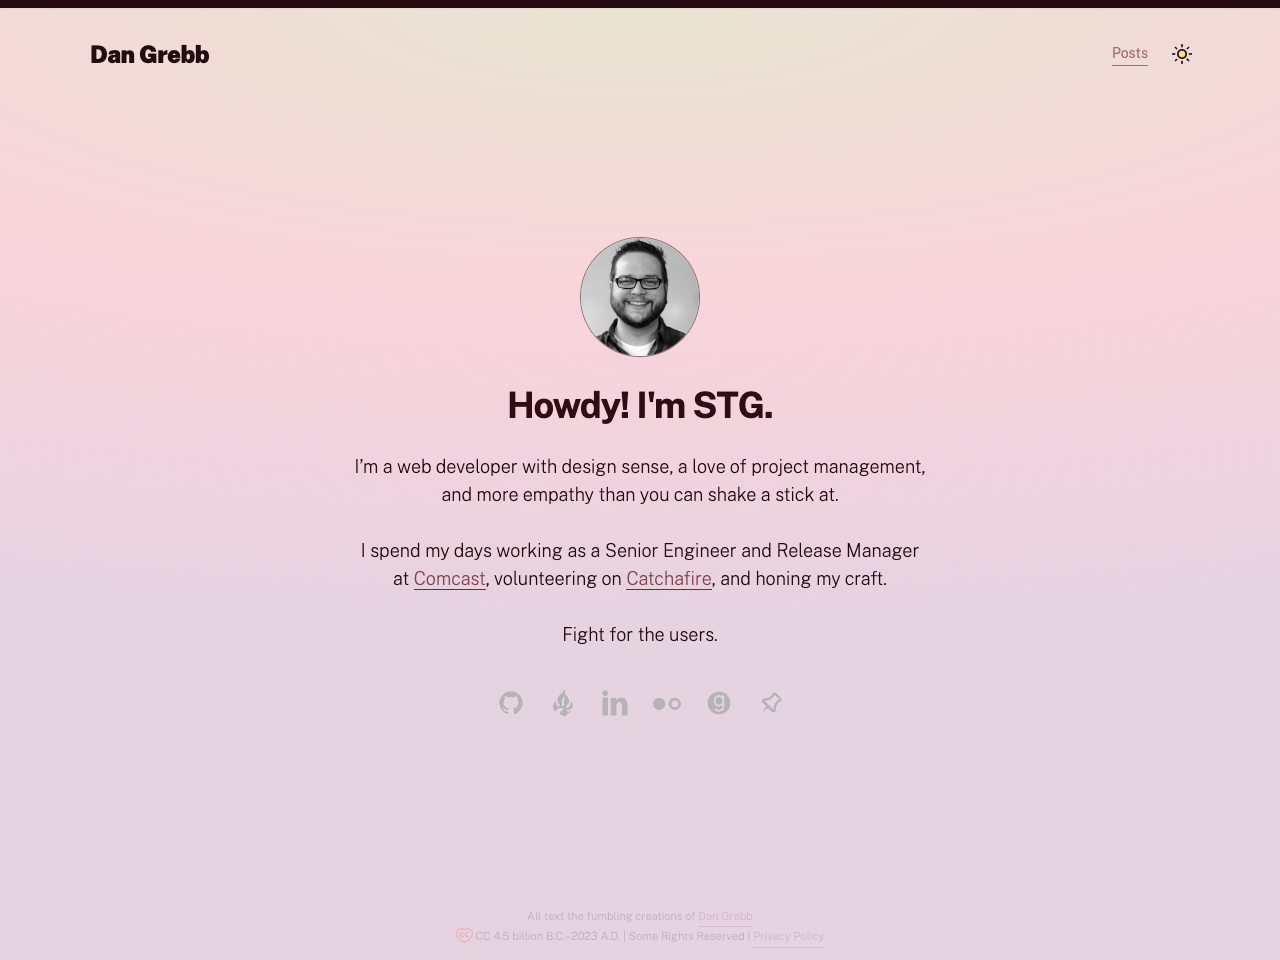 Dan Grebb
Posts
Howdy! I'm STG.
I’m a web developer with design sense, a love of project management,
and more empathy than you can shake a stick at.
I spend my days working as a Senior Engineer and Release Manager
at Comcast, volunteering on Catchafire, and honing my craft.
Fight for the users.
All text the fumbling creations of Dan Grebb
CC 4.5 billion B.C.–2023 A.D. | Some Rights Reserved | Privacy Policy